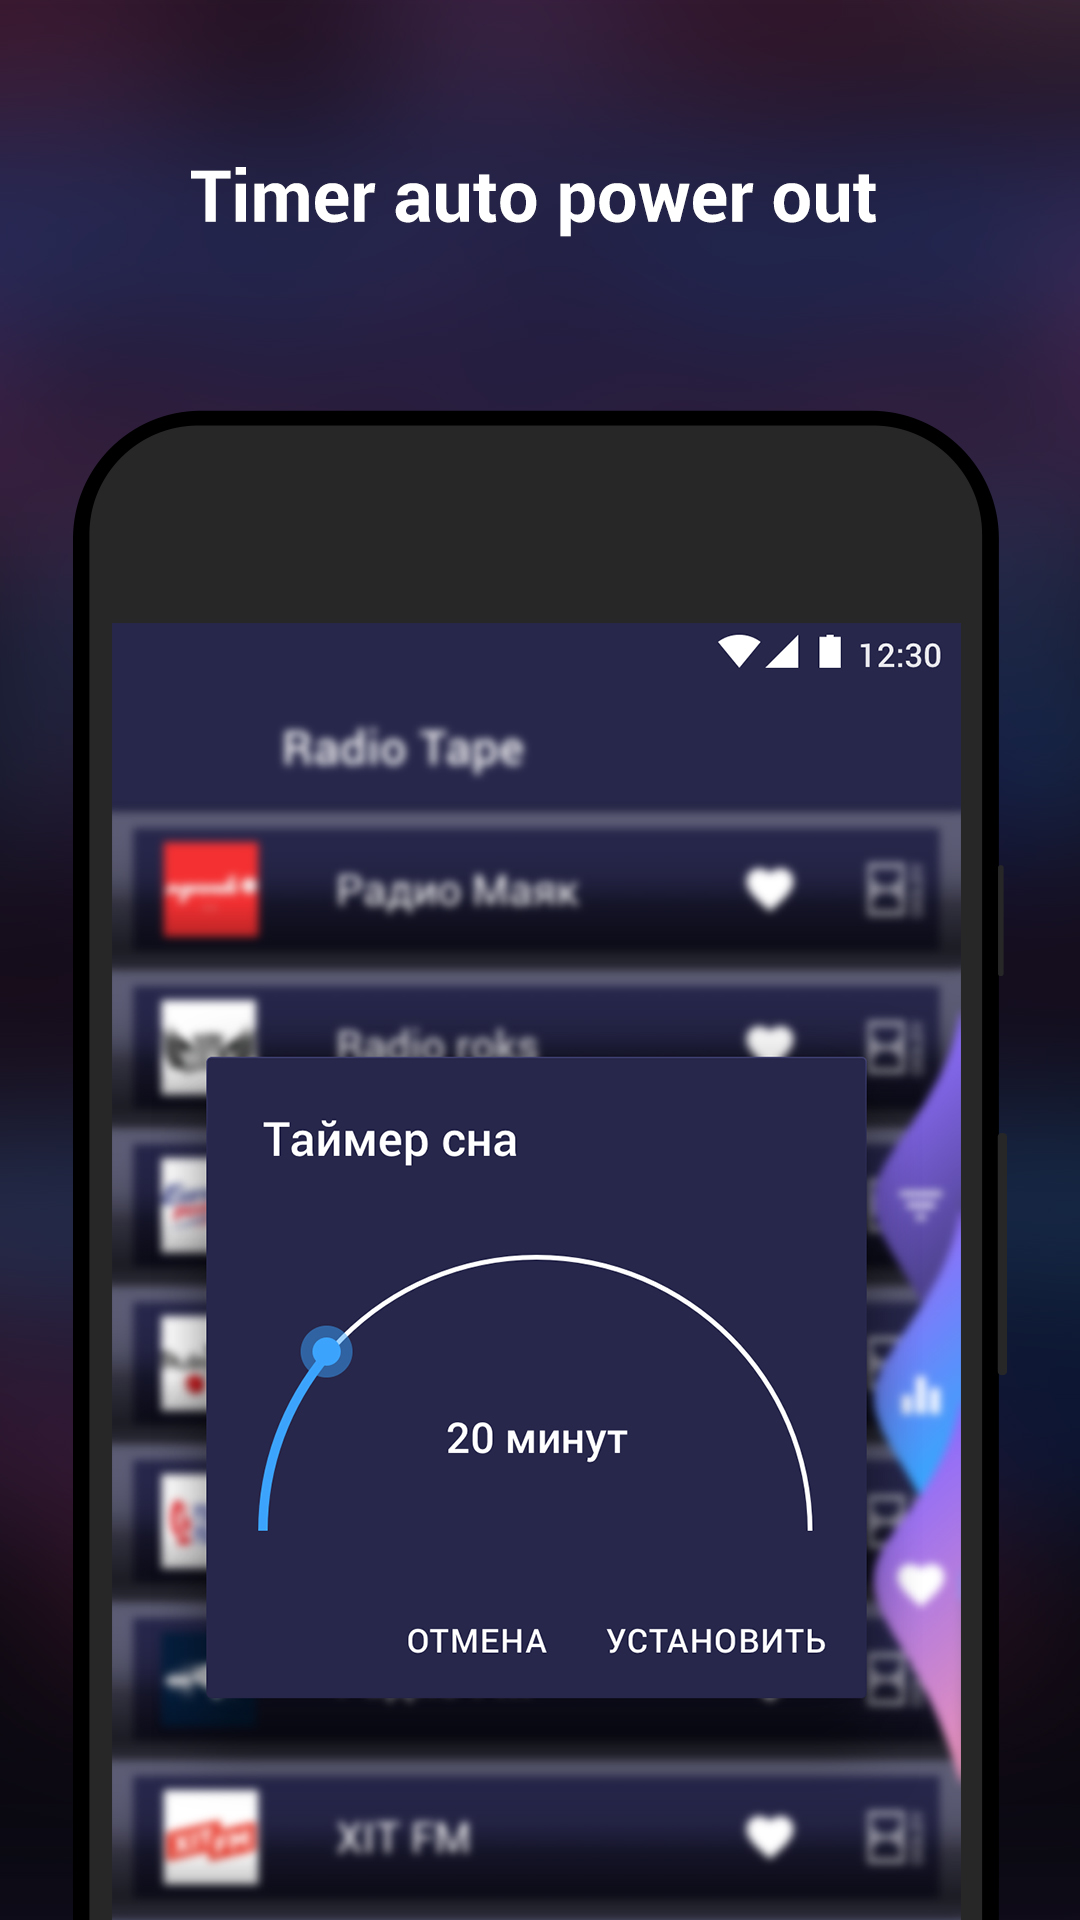 Timer auto power out
12:30
Radio Tape
Радио Маяк
Radio roks
Таймер сна
20 минут
ОТМЕНА УСТАНОВИТЬ
ХІТ FM